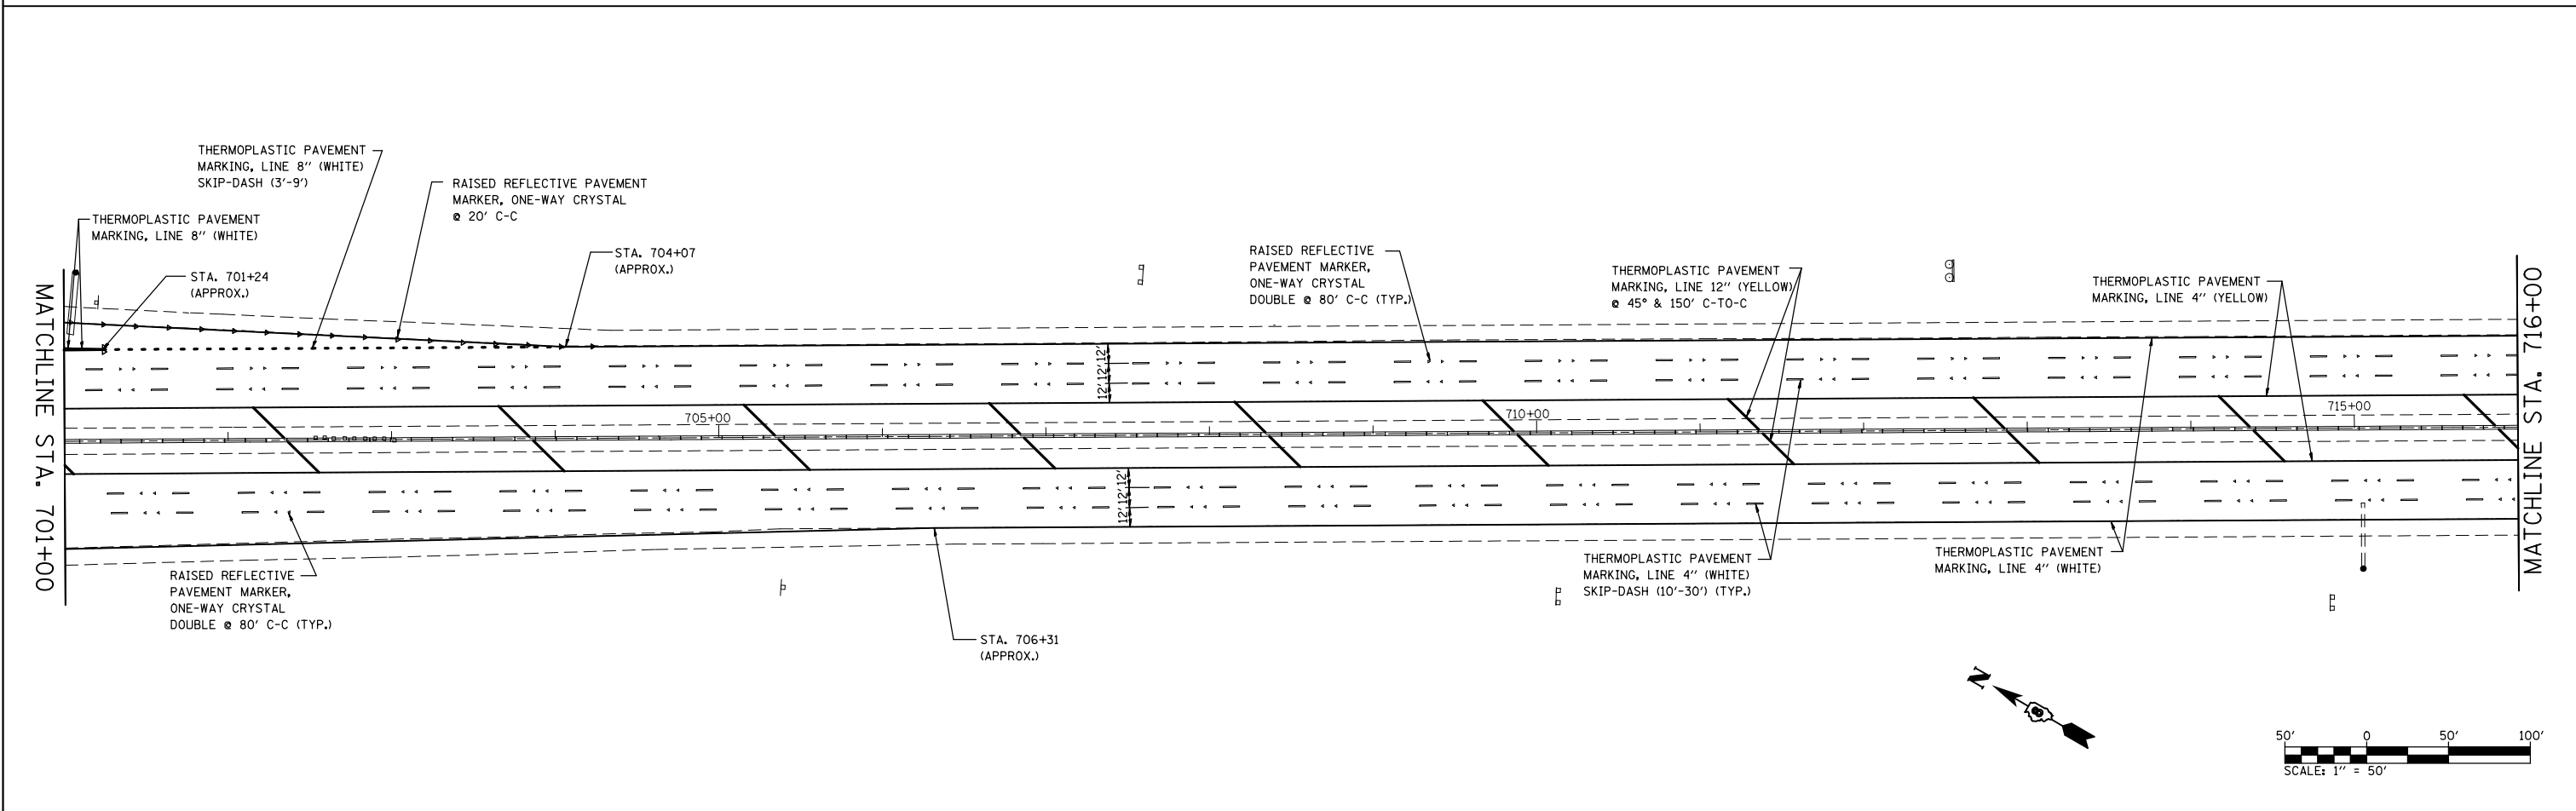 THERMOPLASTIC PAVEMENT
MARKING, LINE 8" (WHITE)
SKIP-DASH (3'-9')
RAISED REFLECTIVE PAVEMENT
MARKER, ONE-WAY CRYSTAL
@ 20' C-C
THERMOPLASTIC PAVEMENT
MARKING, LINE 8" (WHITE)
STA. 701+24
(APPROX.)
STA. 704+07
(APPROX.)
RAISED REFLECTIVE
PAVEMENT MARKER,
ONE-WAY CRYSTAL
DOUBLE @ 80' C-C (TYP.)
THERMOPLASTIC PAVEMENT
MARKING, LINE 12" (YELLOW)
@ 45° & 150' C-TO-C
THERMOPLASTIC PAVEMENT
MARKING, LINE 4" (YELLOW)
MATCHLINE STA. 701+00
MATCHLINE STA. 716+00
12'
12'
12'
705+00
710+00
715+00
12'
12'
12'
RAISED REFLECTIVE
PAVEMENT MARKER,
ONE-WAY CRYSTAL
DOUBLE @ 80' C-C (TYP.)
STA. 706+31
(APPROX.)
THERMOPLASTIC PAVEMENT
MARKING, LINE 4" (WHITE)
SKIP-DASH (10'-30') (TYP.)
THERMOPLASTIC PAVEMENT
MARKING, LINE 4" (WHITE)
N
50' 0 50' 100'
SCALE: 1" = 50'